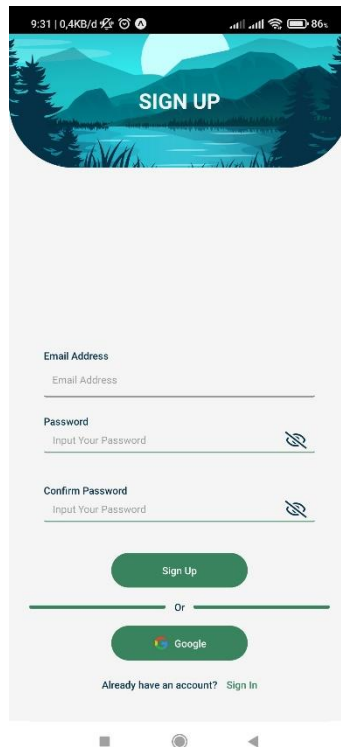 9:31 | 0,4KB/d
86%
SIGN UP
Email Address
Email Address
Password
Input Your Password
Confirm Password
Input Your Password
Sign Up
Or
Google
Already have an account? Sign In